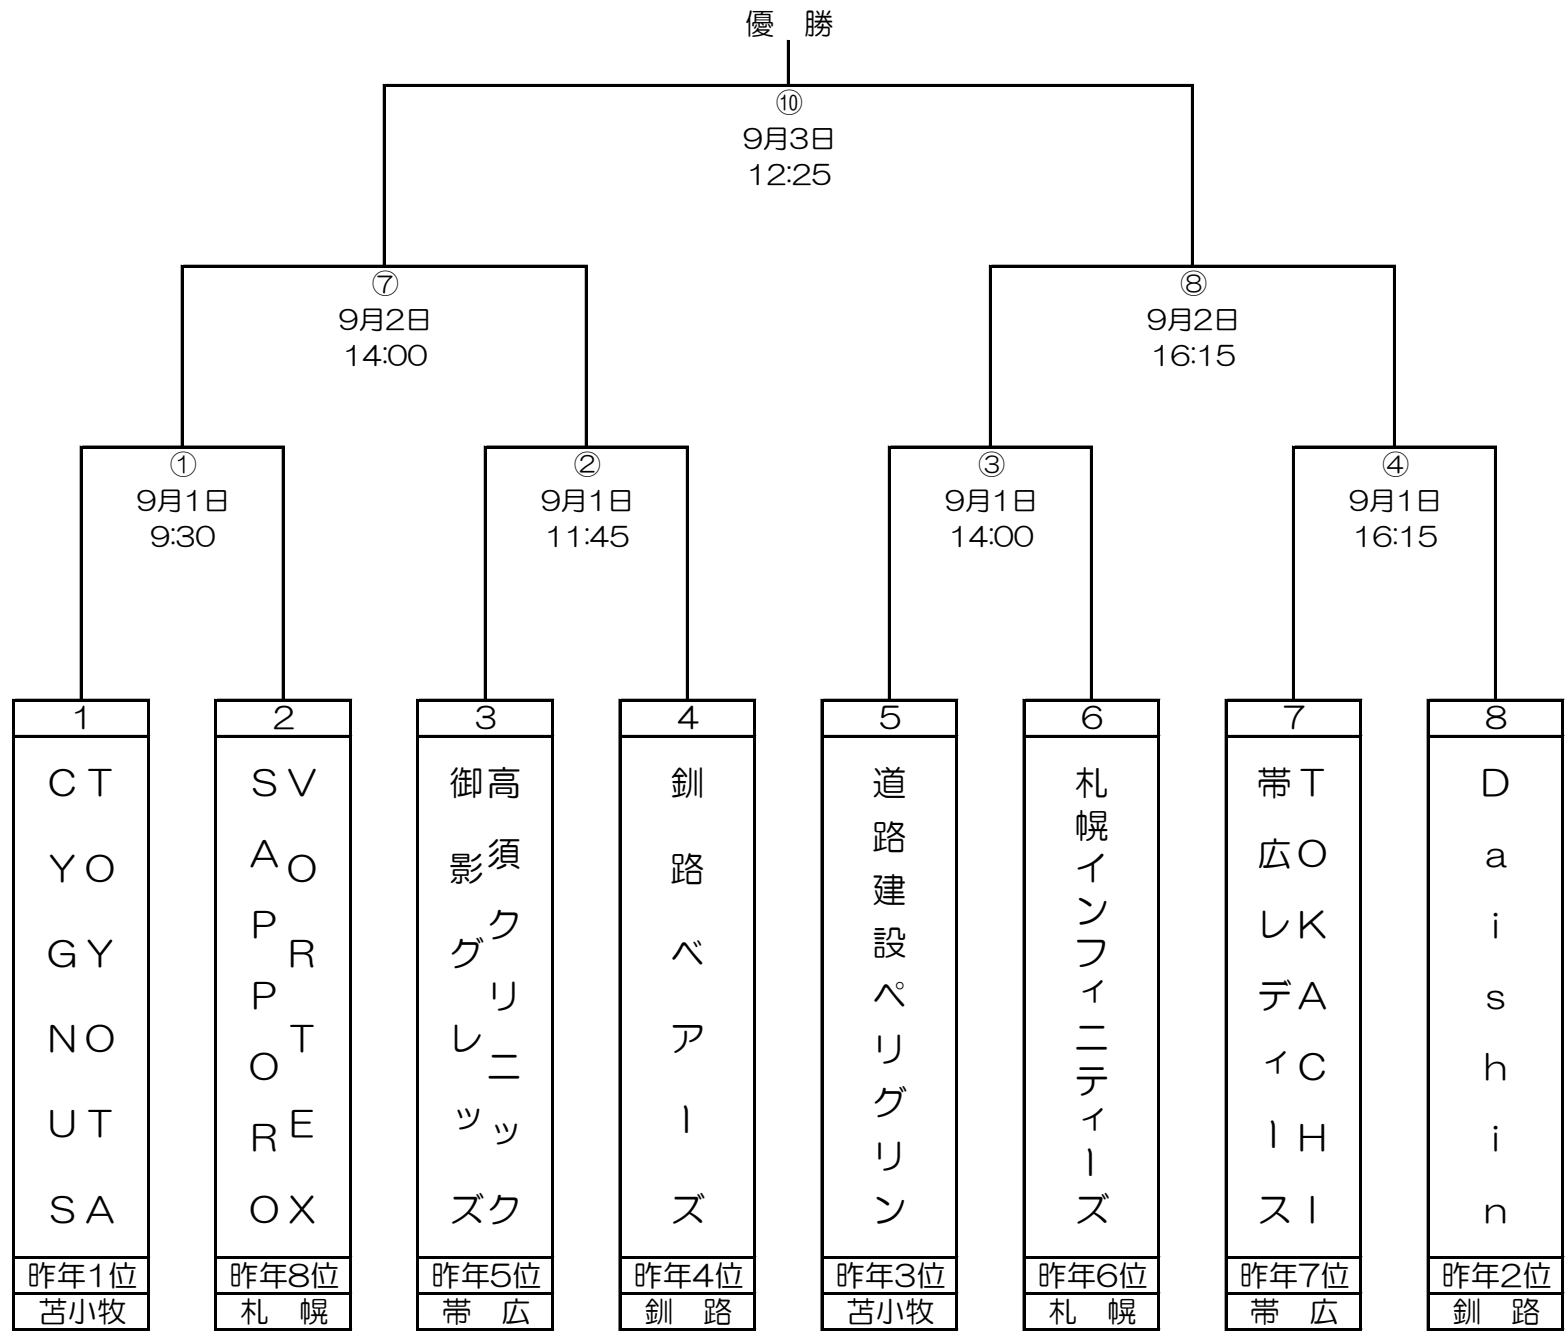 優　勝
⑩
9月3日
12:25
⑦
9月2日
14:00
⑧
9月2日
16:15
①
9月1日
9:30
②
9月1日
11:45
③
9月1日
14:00
④
9月1日
16:15
1
TOYOTA
CYGNUS
昨年1位
苫小牧
2
VORTEX
SAPPORO
昨年8位
札　幌
3
高須クリニック
御影グレッズ
昨年5位
帯　広
4
釧路ベアーズ
昨年4位
釧　路
5
道路建設ペリグリン
昨年3位
苫小牧
6
札幌インフィニティーズ
昨年6位
札　幌
7
TOKACHI
帯広レディース
昨年7位
帯　広
8
Daishin
昨年2位
釧　路